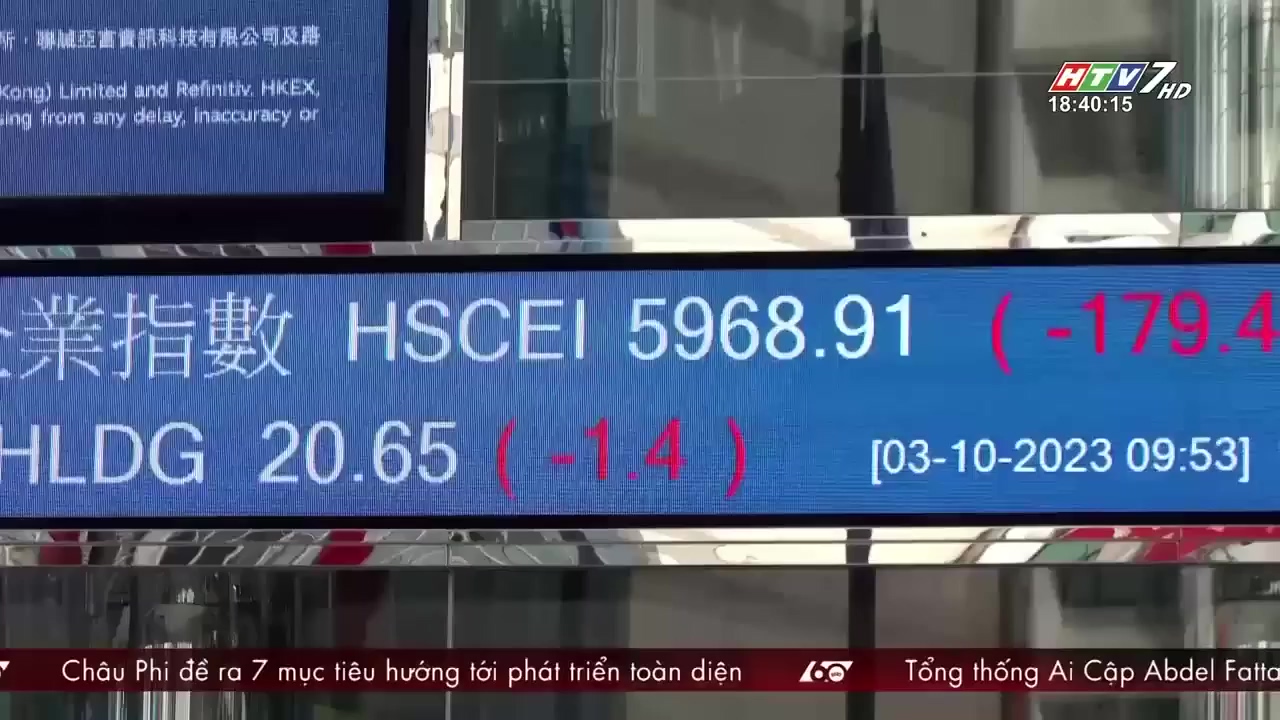 所，聯誠亞富資訊科技有限公司及路
Kong) Limited and Refinitiv. HKEX,
sing from any delay, inaccuracy or
HTV7 HD
18:40:15
企業指數 HSCEI 5968.91 ( -179.4
HLDG 20.65 ( -1.4 )
[03-10-2023 09:53]
Châu Phi đề ra 7 mục tiêu hướng tới phát triển toàn diện
60
Tổng thống Ai Cập Abdel Fatta